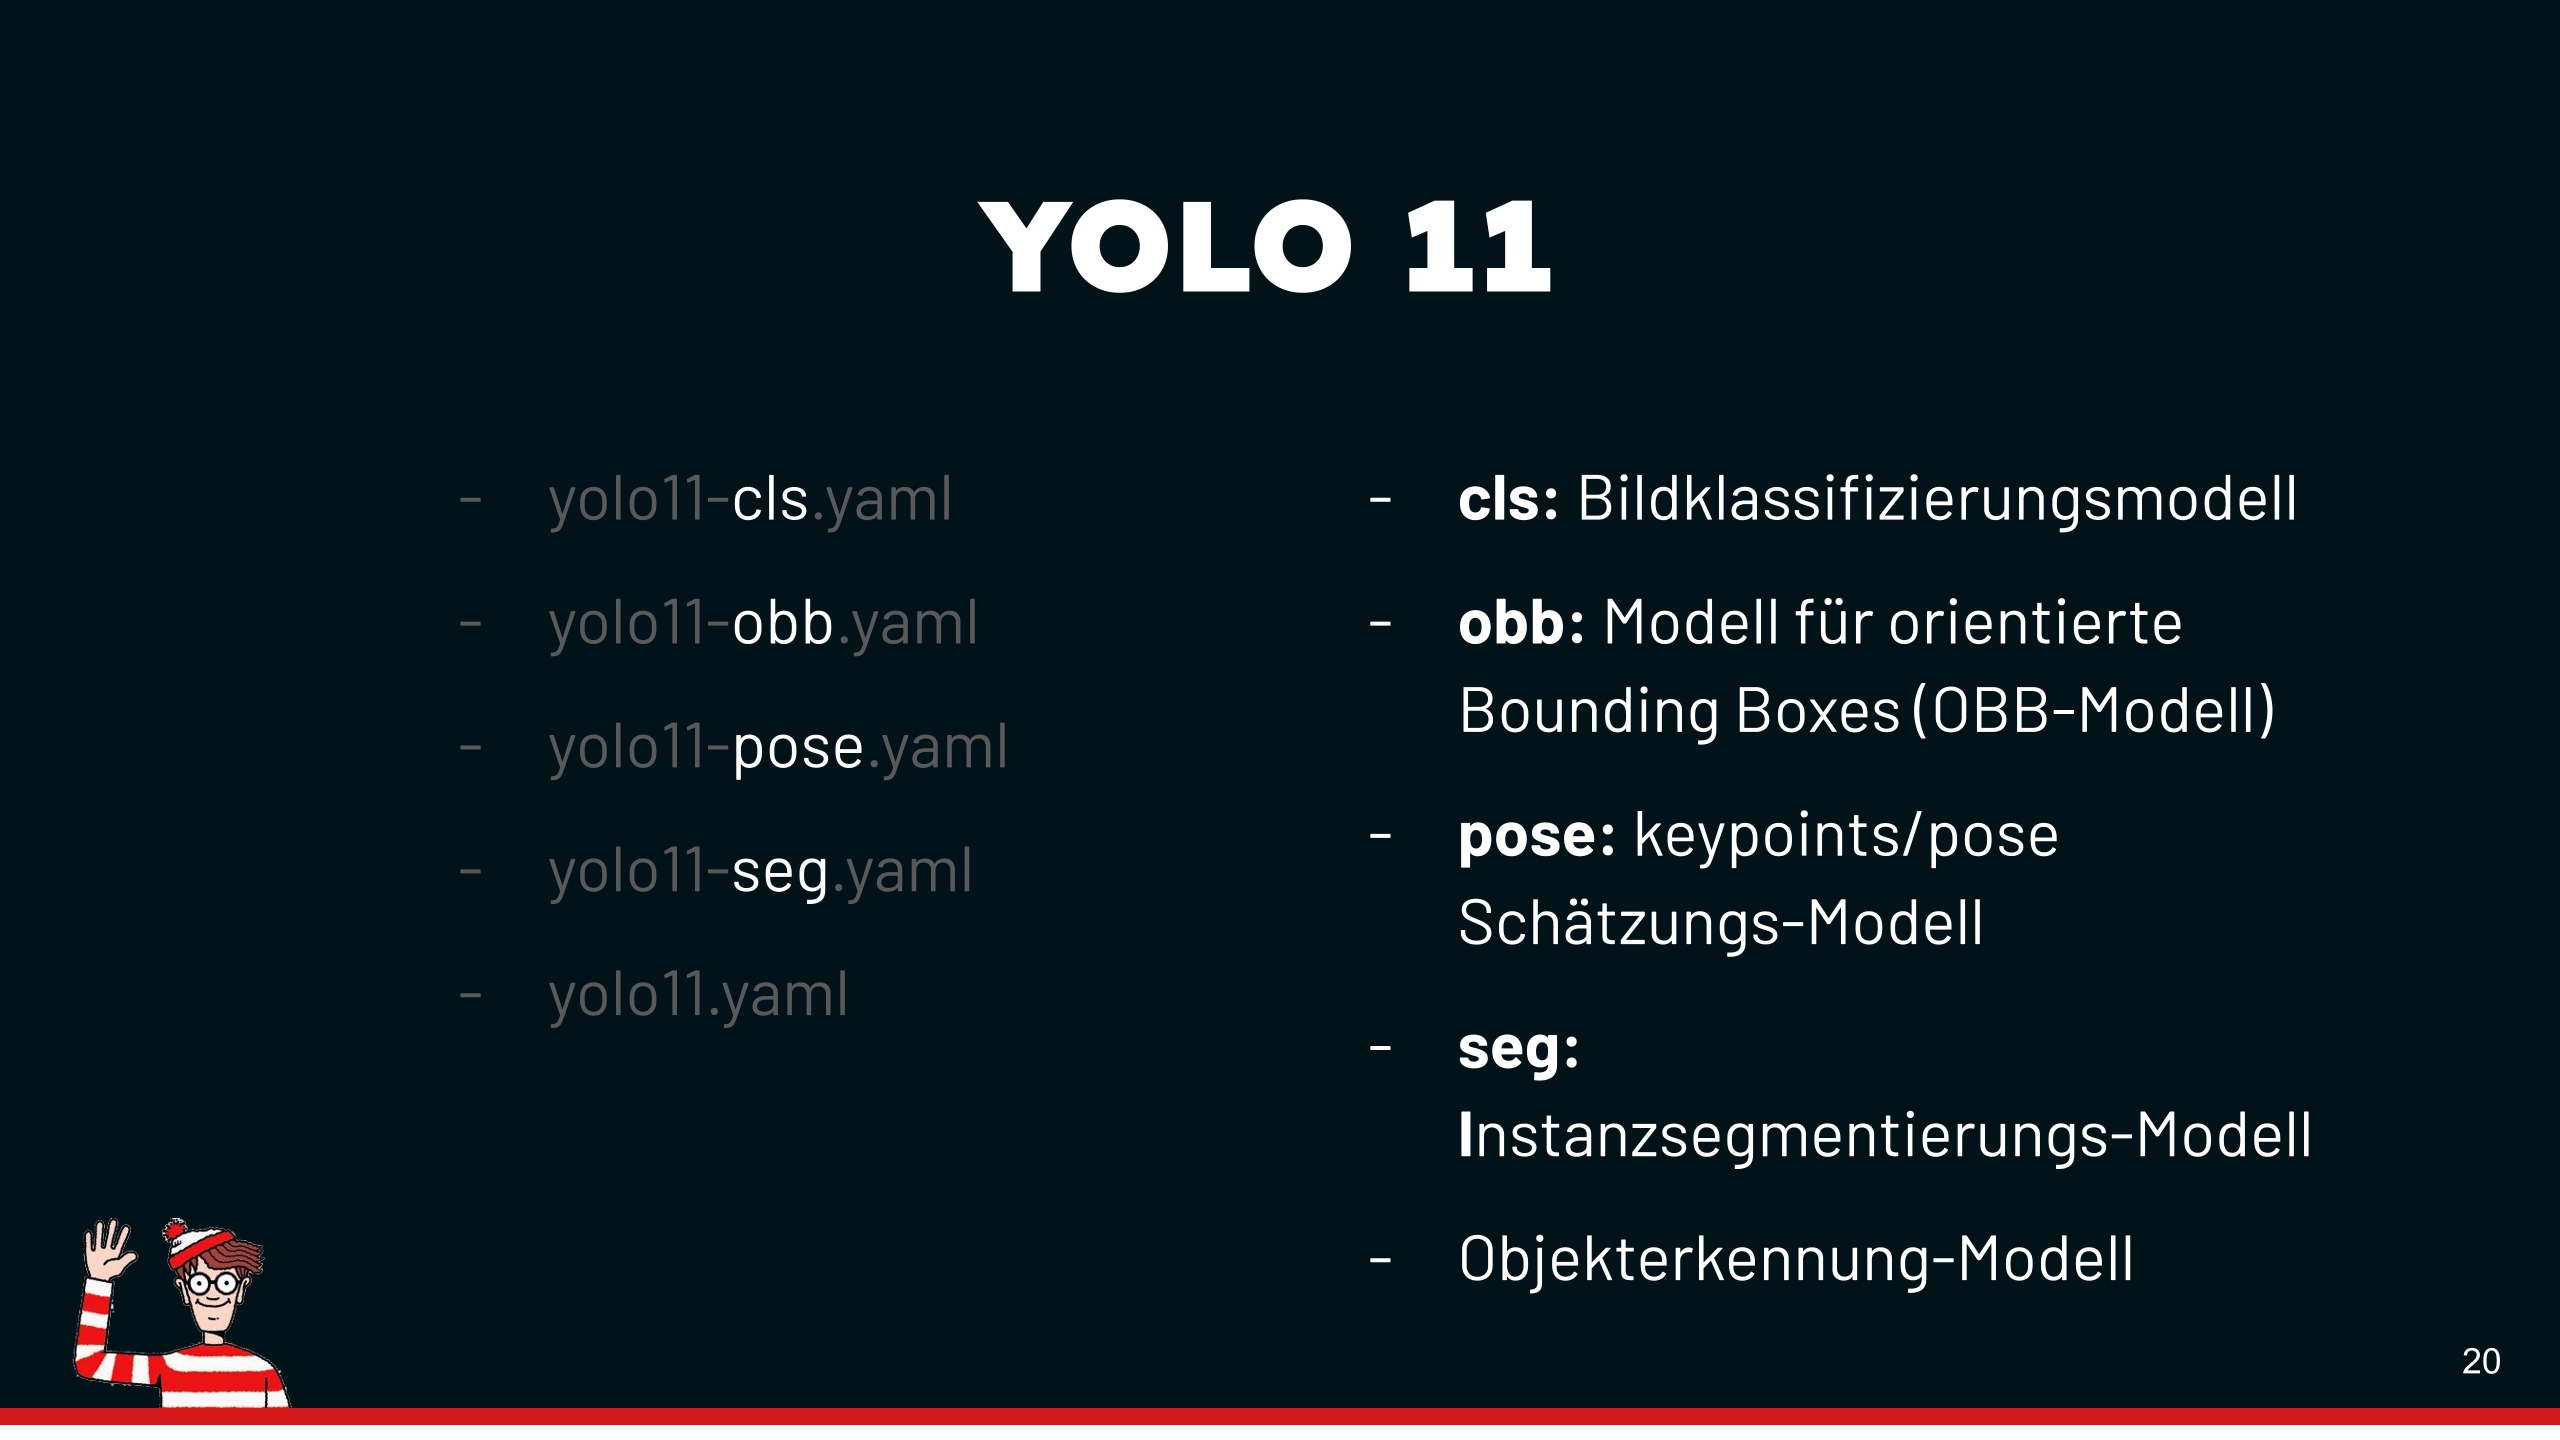 YOLO 11
- yolo11-cls.yaml
- yolo11-obb.yaml
- yolo11-pose.yaml
- yolo11-seg.yaml
- yolo11.yaml
- cls: Bildklassifizierungsmodell
- obb: Modell für orientierte
Bounding Boxes (OBB-Modell)
- pose: keypoints/pose
Schätzungs-Modell
- seg:
Instanzsegmentierungs-Modell
- Objekterkennung-Modell
20